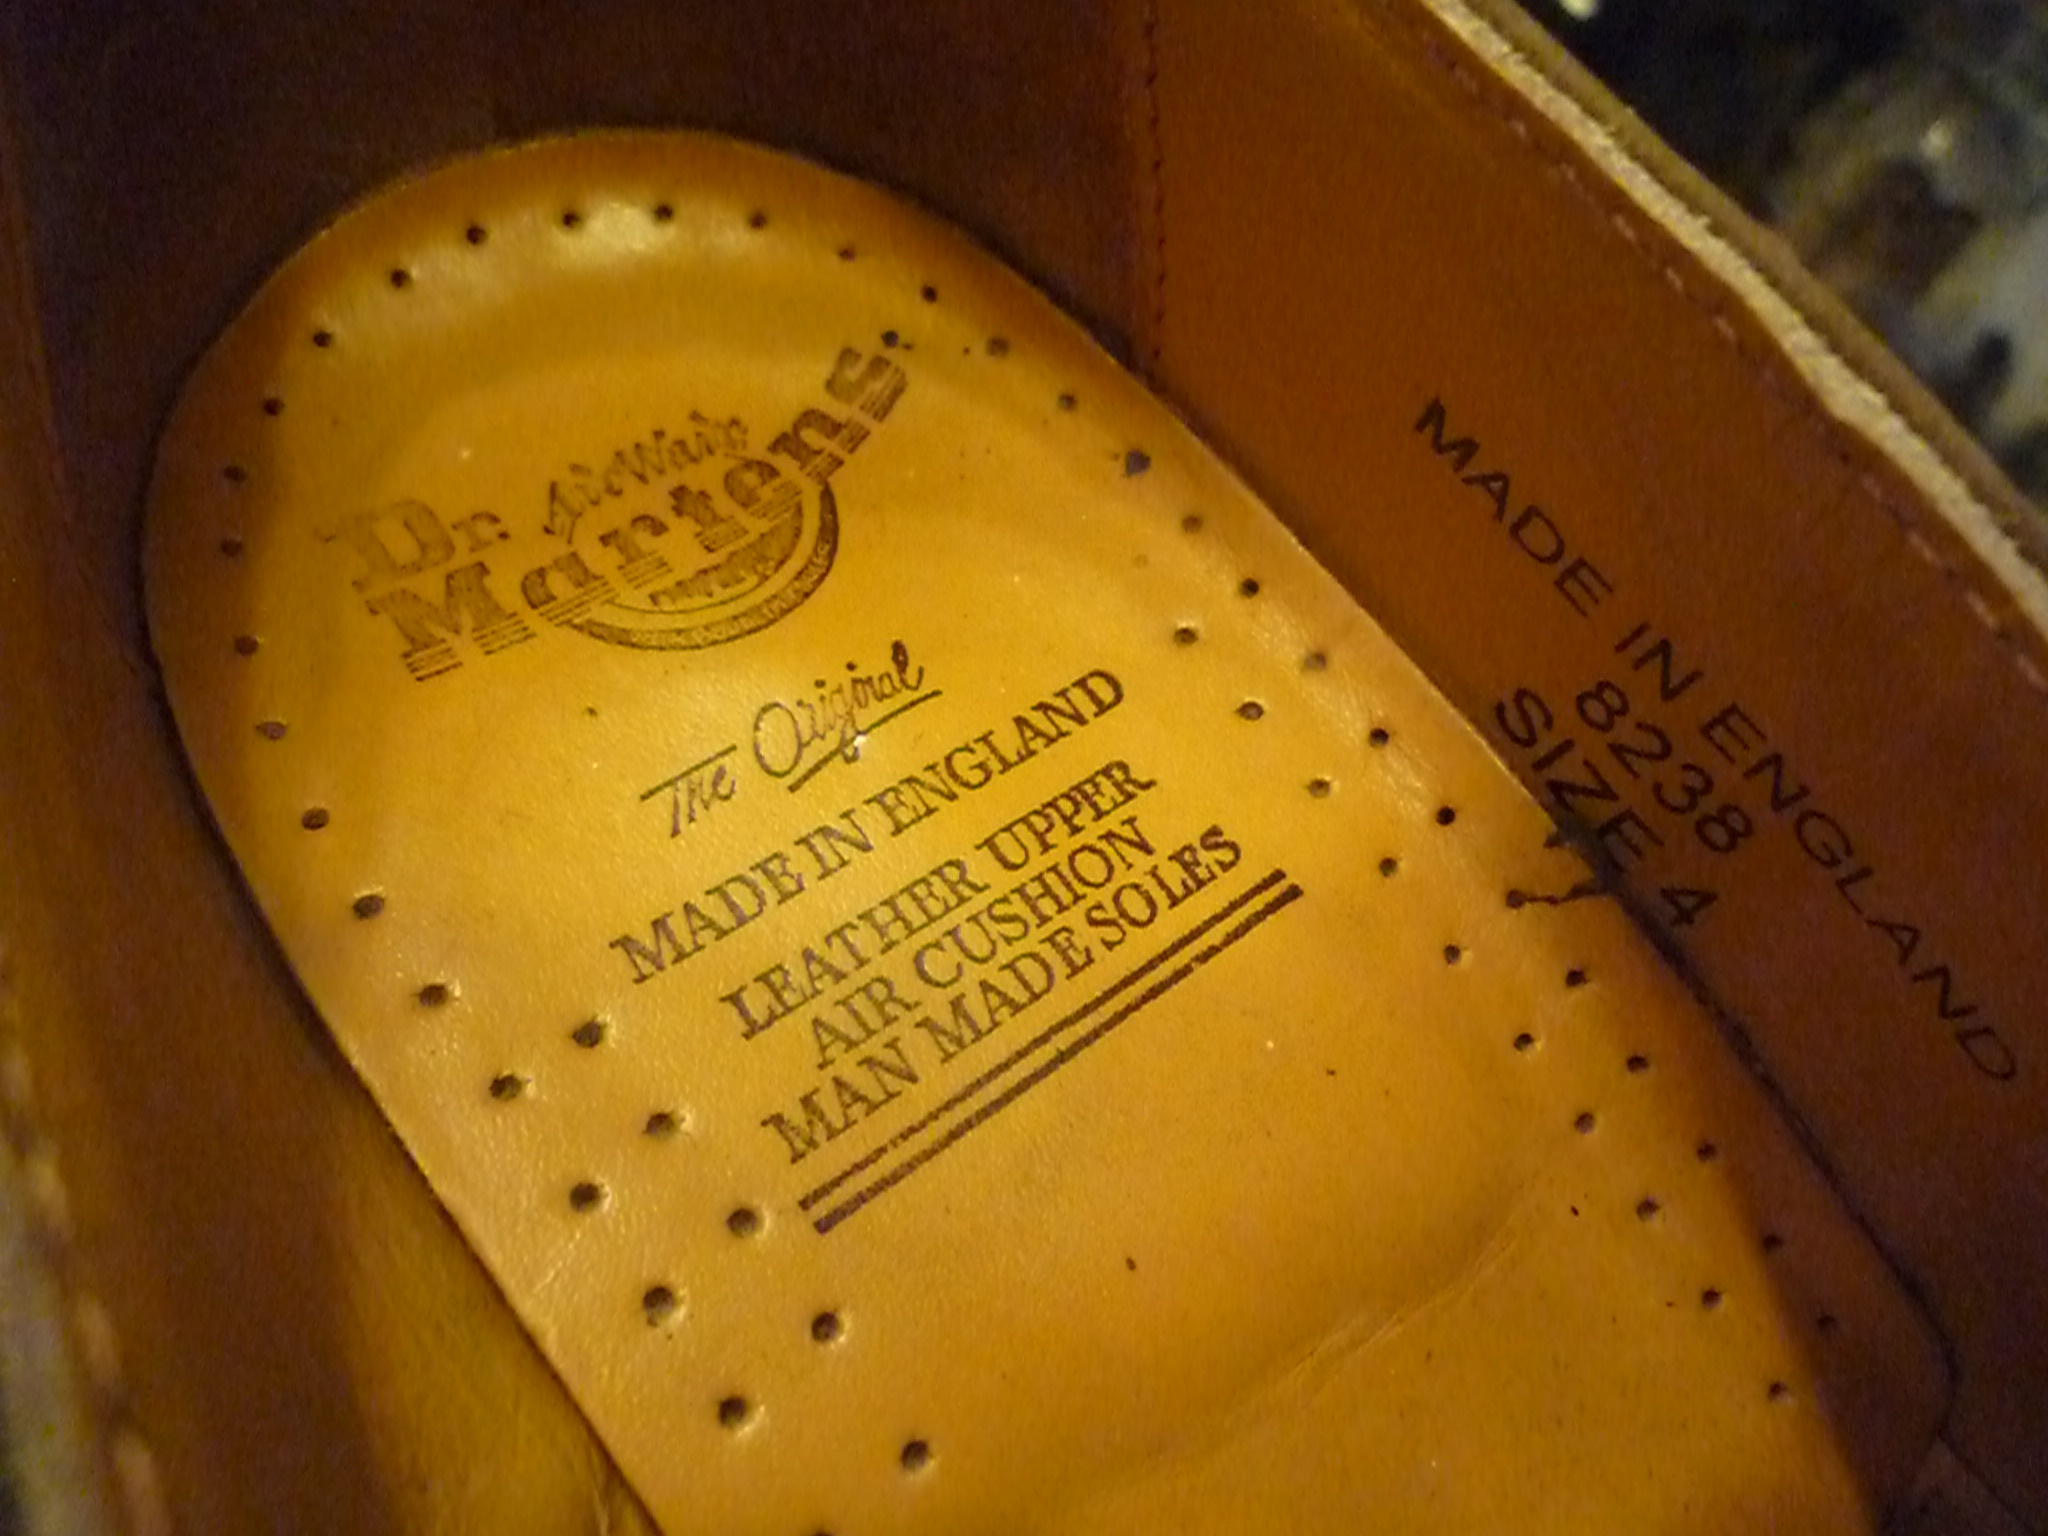 Dr.
Martens
The Original
MADE IN ENGLAND
LEATHER UPPER
AIR CUSHION
MAN MADE SOLES
MADE IN ENGLAND
8238
SIZE 4